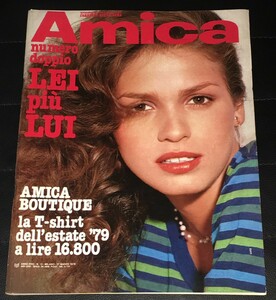 Amica
numero
doppio
LEI
più
LUI
AMICA
BOUTIQUE
la T-shirt
dell'estate '79
a lire 16.800